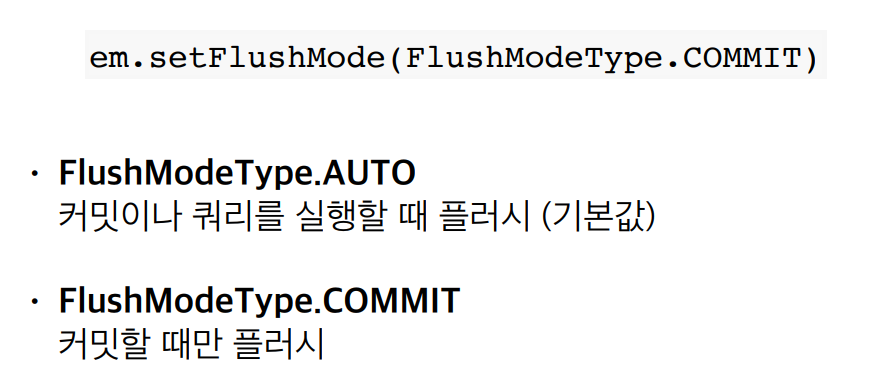 em.setFlushMode(FlushModeType.COMMIT)
• FlushModeType.AUTO
커밋이나 쿼리를 실행할 때 플러시 (기본값)
• FlushModeType.COMMIT
커밋할 때만 플러시